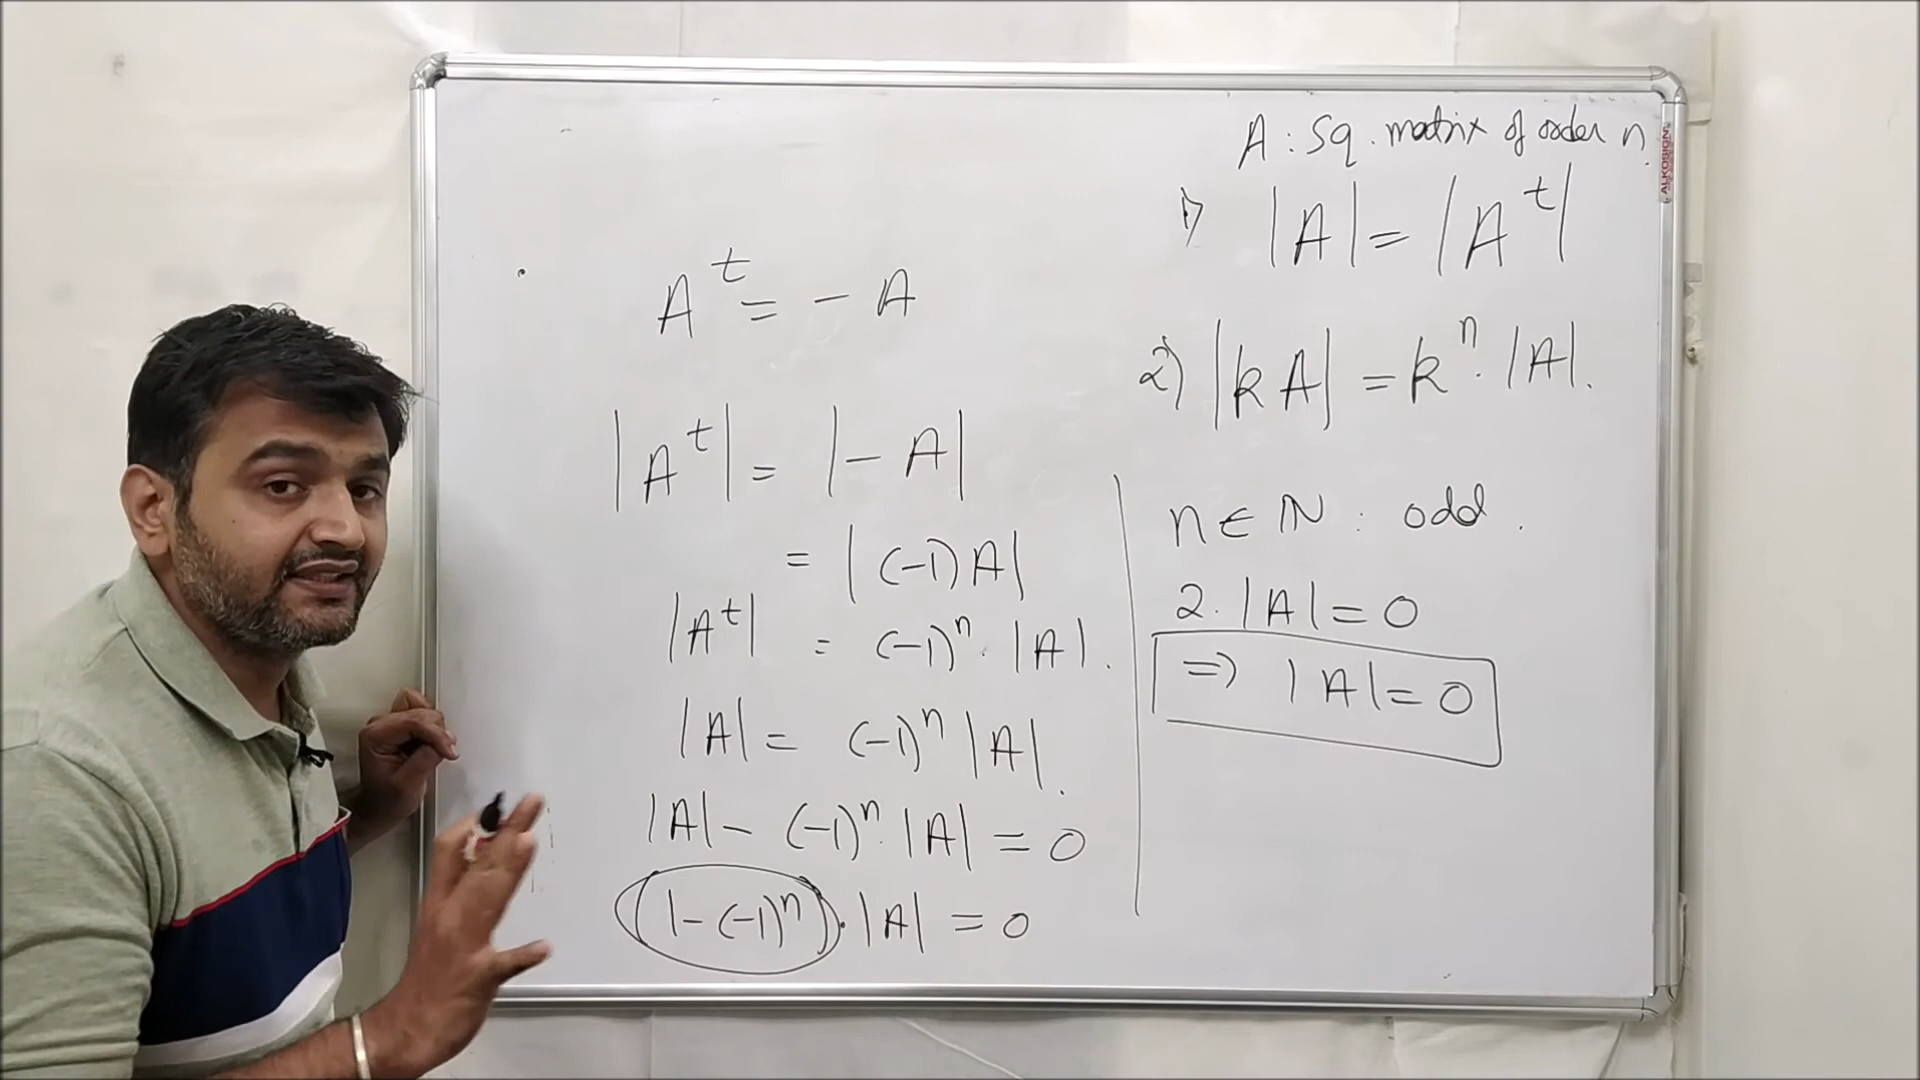 A : Sq. matrix of order n.
1) |A| = |A^t|
2) |kA| = k^n . |A|.
A^t = - A
|A^t| = |- A|
= |(-1)A|
|A^t| = (-1)^n . |A|.
|A| = (-1)^n |A|.
|A| - (-1)^n . |A| = 0
(1-(-1)^n) . |A| = 0
n ∈ ℕ : odd.
2. |A| = 0
=> |A| = 0
ALKOSIGN